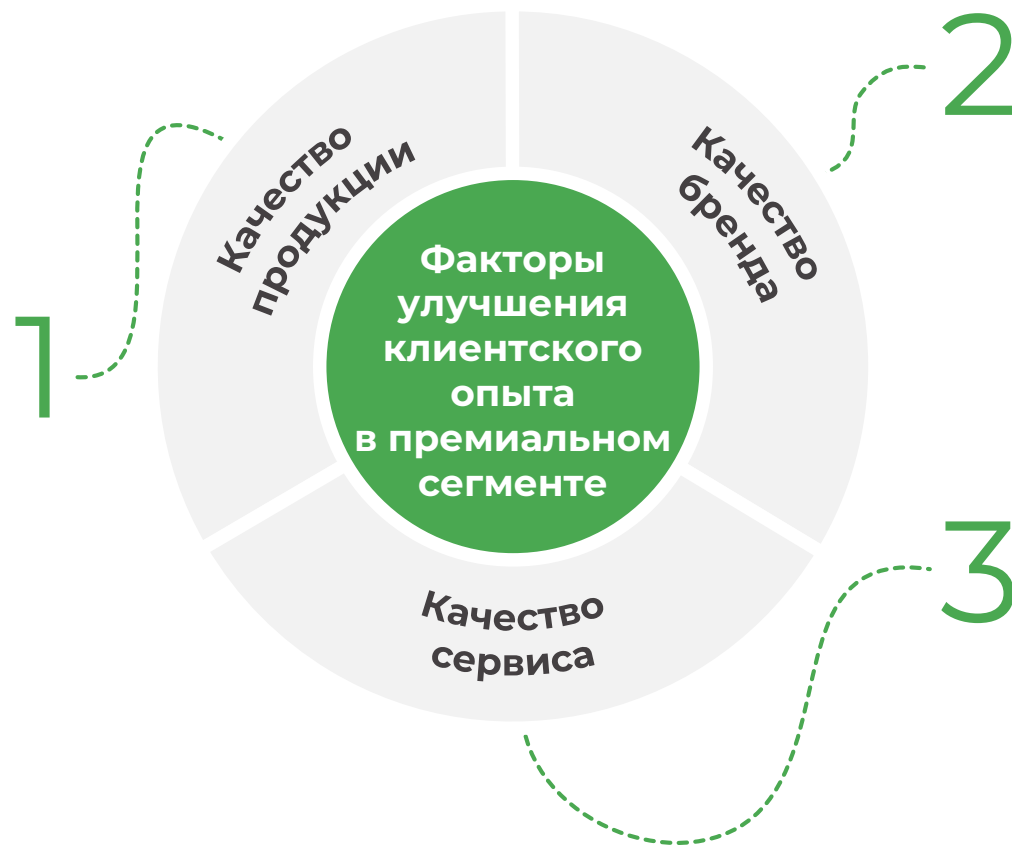 1
Качество
продукции
2
Качество
бренда
Факторы
улучшения
клиентского
опыта
в премиальном
сегменте
3
Качество
сервиса